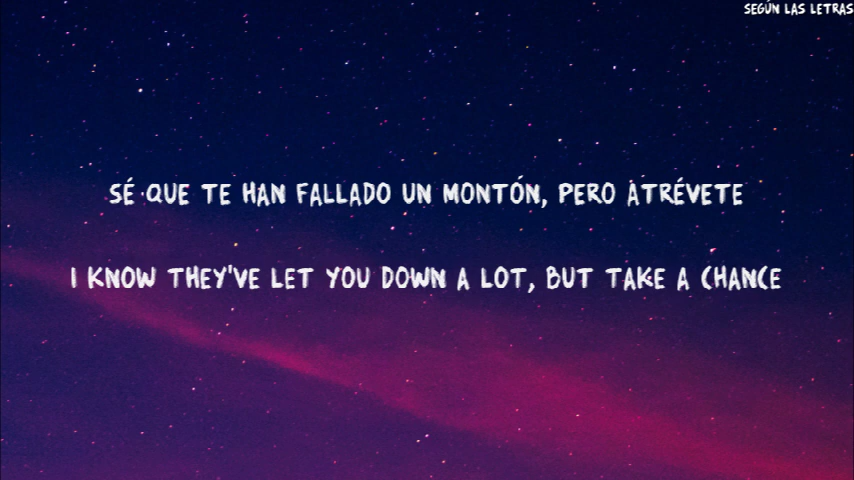 SEGÚN LAS LETRAS
SÉ QUE TE HAN FALLADO UN MONTÓN, PERO ATRÉVETE
I KNOW THEY'VE LET YOU DOWN A LOT, BUT TAKE A CHANCE